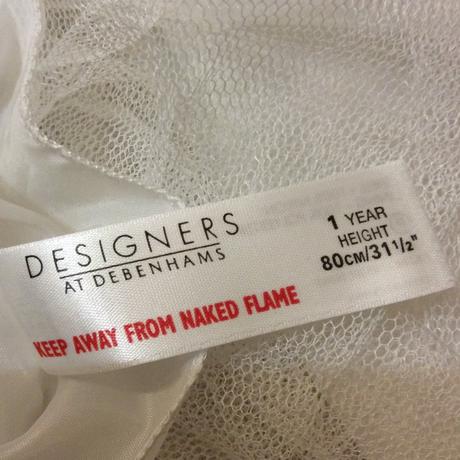 DESIGNERS
AT DEBENHAMS
KEEP AWAY FROM NAKED FLAME
1 YEAR
HEIGHT
80CM/31½"